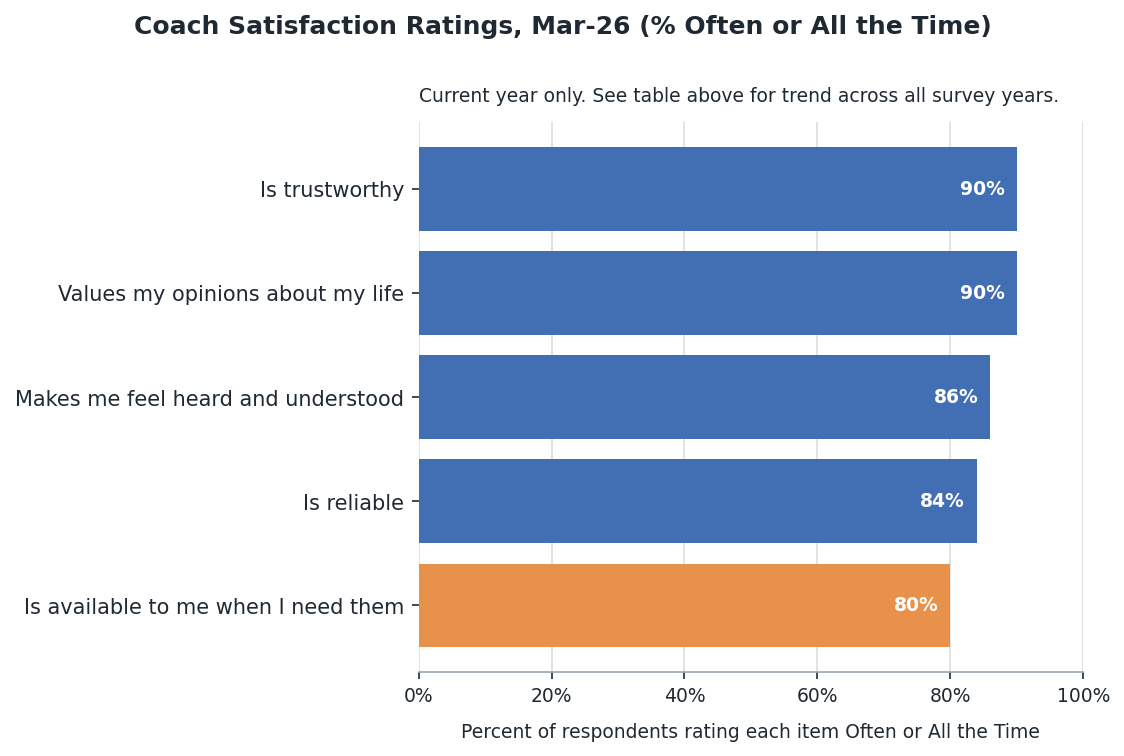 Coach Satisfaction Ratings, Mar-26 (% Often or All the Time)
Current year only. See table above for trend across all survey years.
Is trustworthy 90%
Values my opinions about my life 90%
Makes me feel heard and understood 86%
Is reliable 84%
Is available to me when I need them 80%
0% 20% 40% 60% 80% 100%
Percent of respondents rating each item Often or All the Time